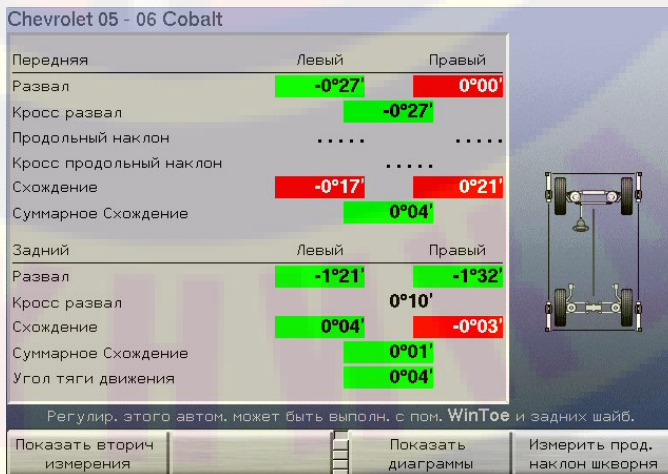 Chevrolet 05 - 06 Cobalt
Передняя Левый Правый
Развал -0°27' 0°00'
Кросс развал -0°27'
Продольный наклон ..... .....
Кросс продольный наклон .....
Схождение -0°17' 0°21'
Суммарное Схождение 0°04'
Задний Левый Правый
Развал -1°21' -1°32'
Кросс развал 0°10'
Схождение 0°04' -0°03'
Суммарное Схождение 0°01'
Угол тяги движения 0°04'
Регулир. этого автом. может быть выполн. с пом. WinToe и задних шайб.
Показать вторич Показать Измерить прод.
измерения диаграммы наклон шкворня